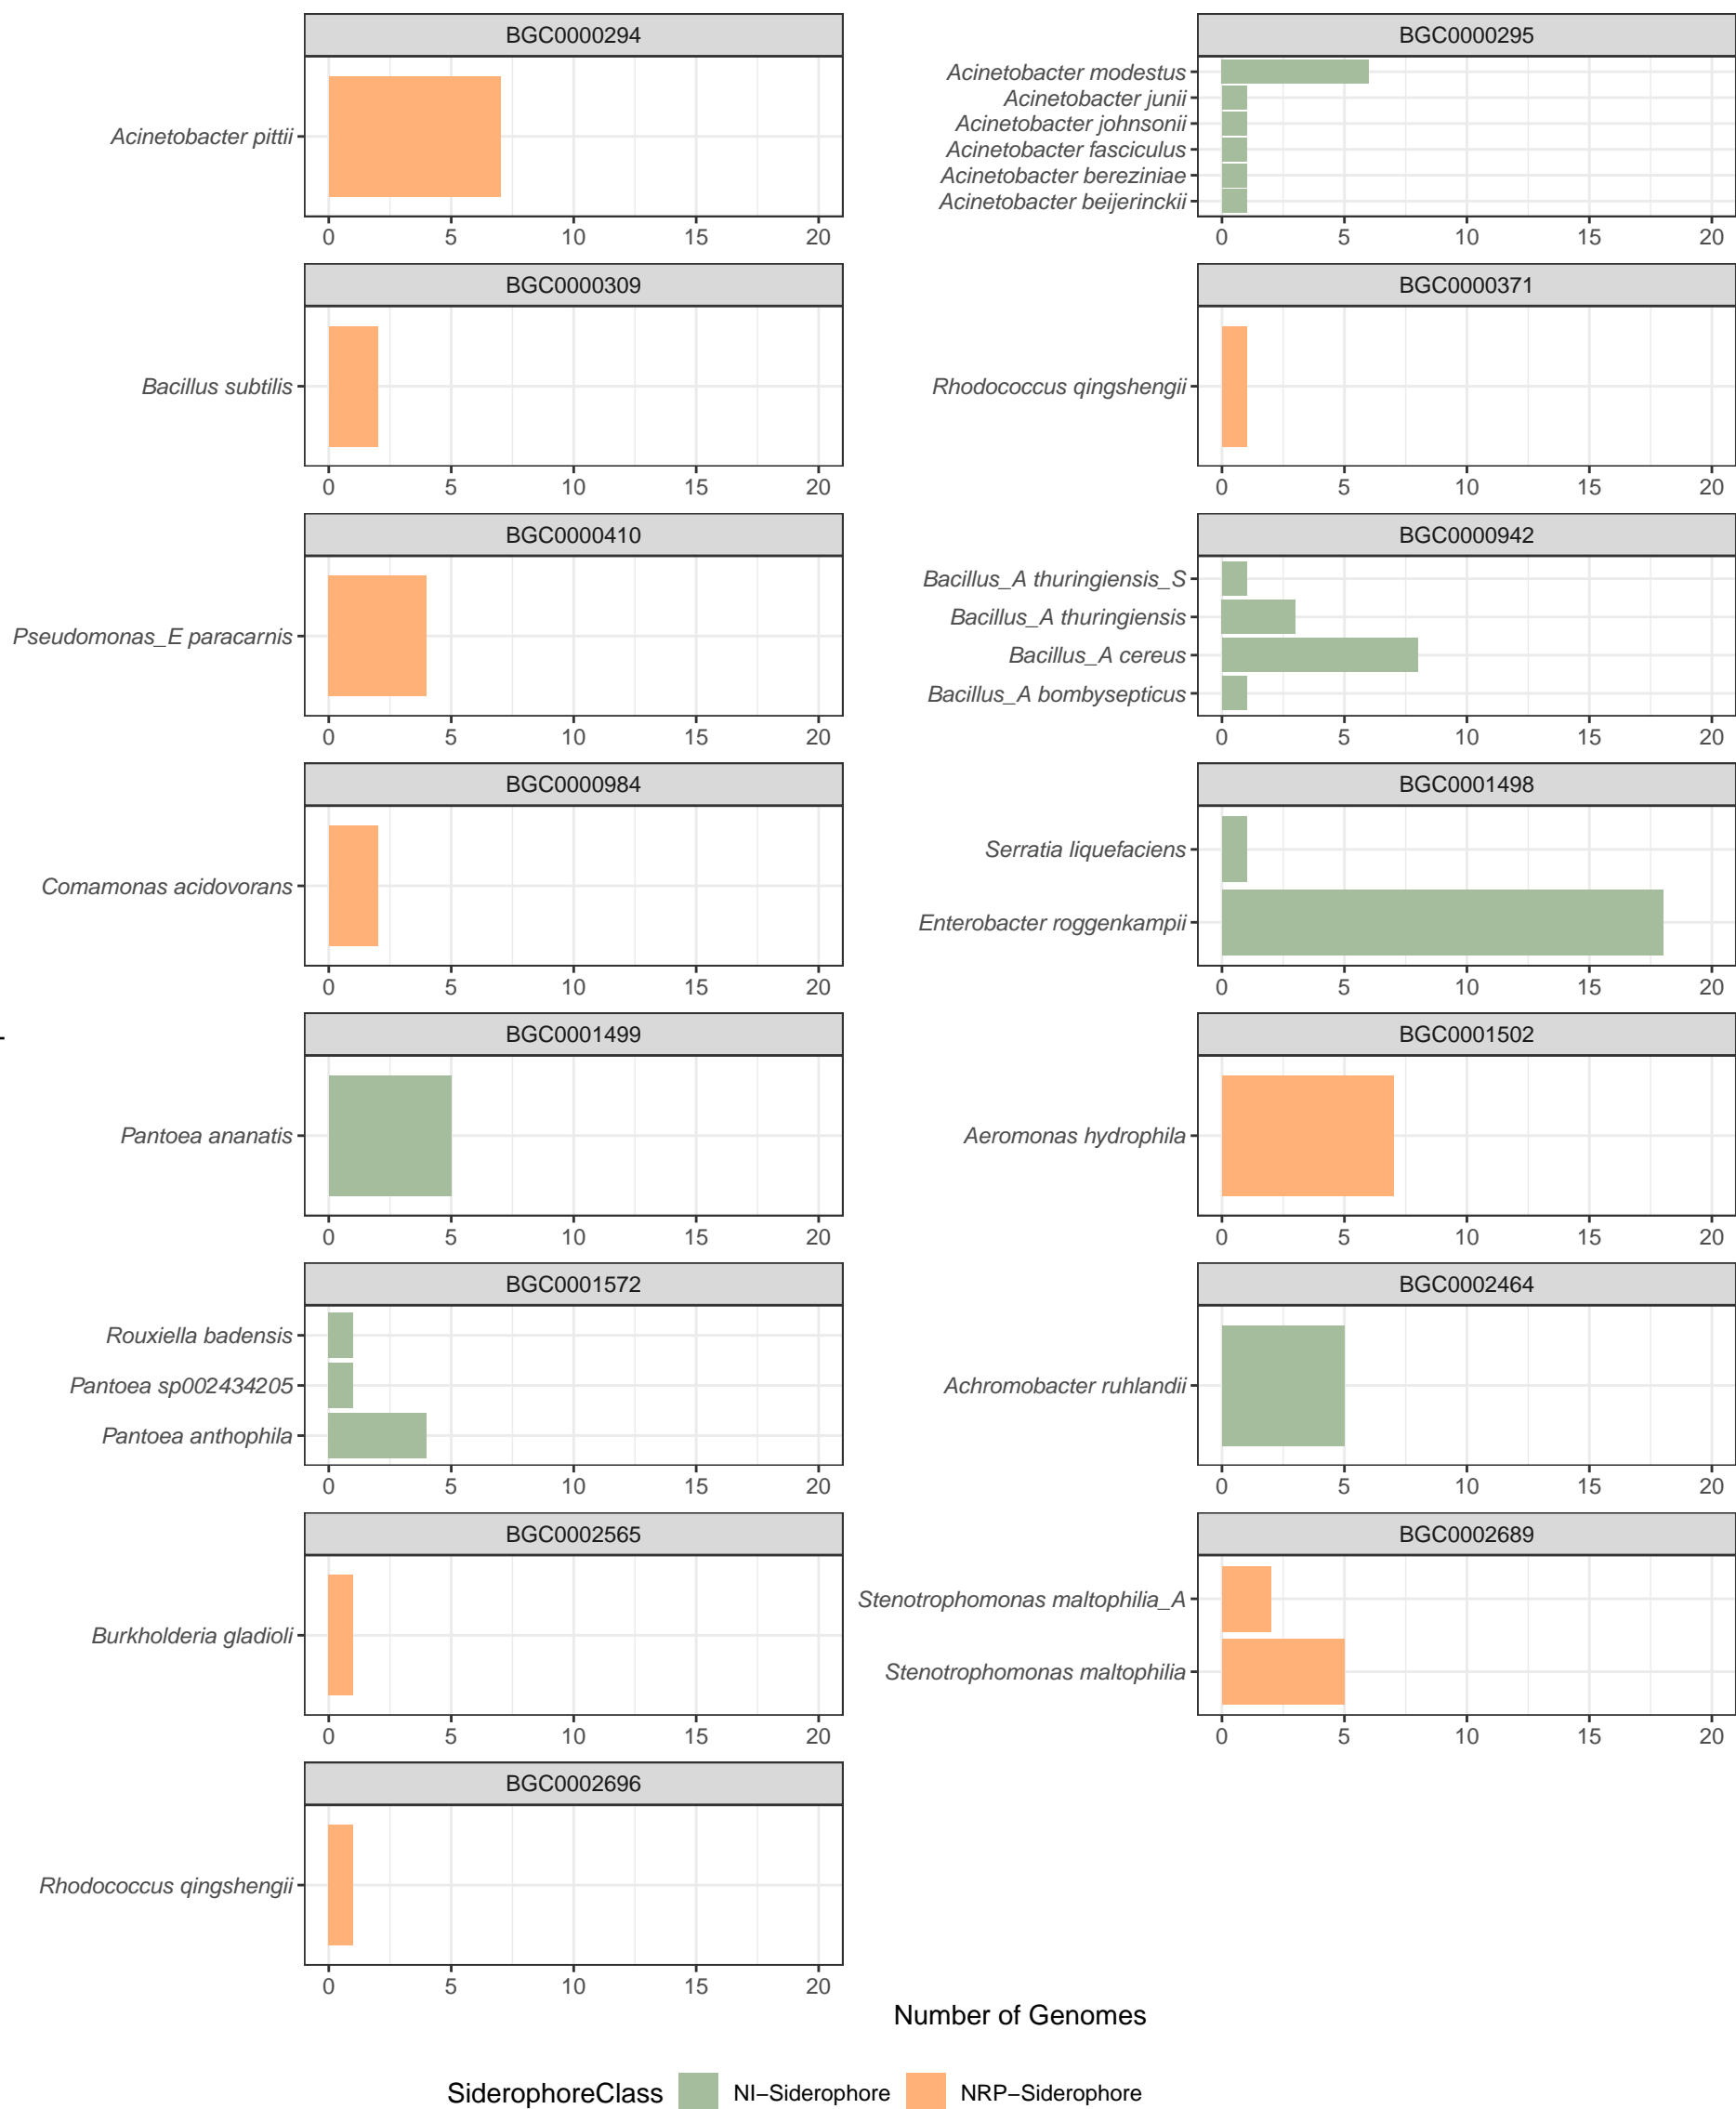 BGC0000294
Acinetobacter pittii
0 5 10 15 20
BGC0000295
Acinetobacter modestus
Acinetobacter junii
Acinetobacter johnsonii
Acinetobacter fasciculus
Acinetobacter bereziniae
Acinetobacter beijerinckii
0 5 10 15 20
BGC0000309
Bacillus subtilis
0 5 10 15 20
BGC0000371
Rhodococcus qingshengii
0 5 10 15 20
BGC0000410
Pseudomonas_E paracarnis
0 5 10 15 20
BGC0000942
Bacillus_A thuringiensis_S
Bacillus_A thuringiensis
Bacillus_A cereus
Bacillus_A bombysepticus
0 5 10 15 20
BGC0000984
Comamonas acidovorans
0 5 10 15 20
BGC0001498
Serratia liquefaciens
Enterobacter roggenkampii
0 5 10 15 20
BGC0001499
Pantoea ananatis
0 5 10 15 20
BGC0001502
Aeromonas hydrophila
0 5 10 15 20
BGC0001572
Rouxiella badensis
Pantoea sp002434205
Pantoea anthophila
0 5 10 15 20
BGC0002464
Achromobacter ruhlandii
0 5 10 15 20
BGC0002565
Burkholderia gladioli
0 5 10 15 20
BGC0002689
Stenotrophomonas maltophilia_A
Stenotrophomonas maltophilia
0 5 10 15 20
BGC0002696
Rhodococcus qingshengii
0 5 10 15 20
Number of Genomes
SiderophoreClass NI−Siderophore NRP−Siderophore